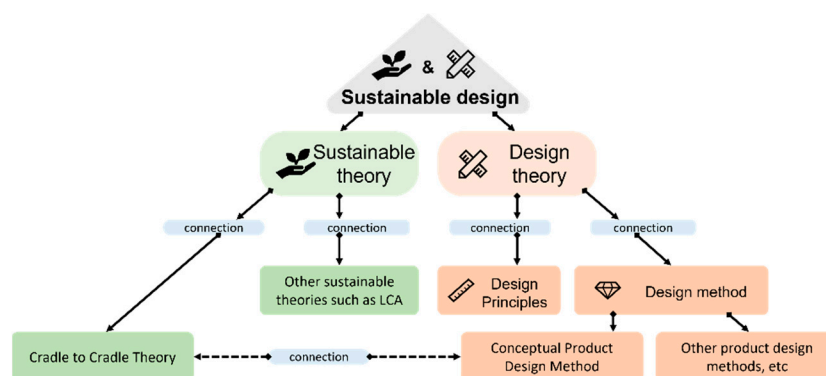 &
Sustainable design
Sustainable
theory
Design
theory
connection
connection
connection
connection
Other sustainable
theories such as LCA
Design
Principles
Design method
Cradle to Cradle Theory
connection
Conceptual Product
Design Method
Other product design
methods, etc